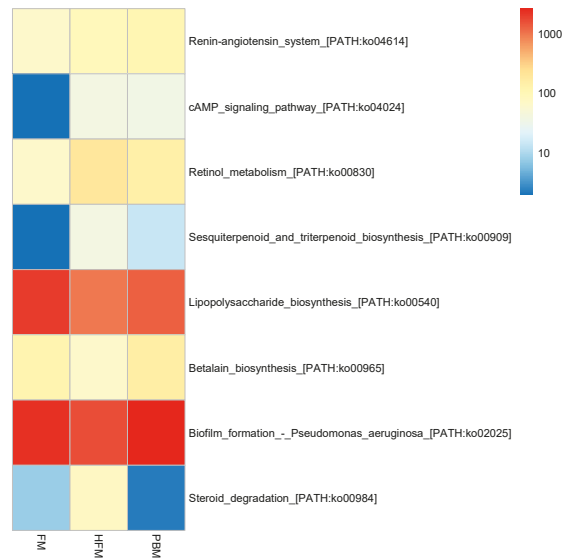 Renin-angiotensin_system_[PATH:ko04614]
cAMP_signaling_pathway_[PATH:ko04024]
Retinol_metabolism_[PATH:ko00830]
Sesquiterpenoid_and_triterpenoid_biosynthesis_[PATH:ko00909]
Lipopolysaccharide_biosynthesis_[PATH:ko00540]
Betalain_biosynthesis_[PATH:ko00965]
Biofilm_formation_-_Pseudomonas_aeruginosa_[PATH:ko02025]
Steroid_degradation_[PATH:ko00984]
FM
HFM
PBM
1000
100
10